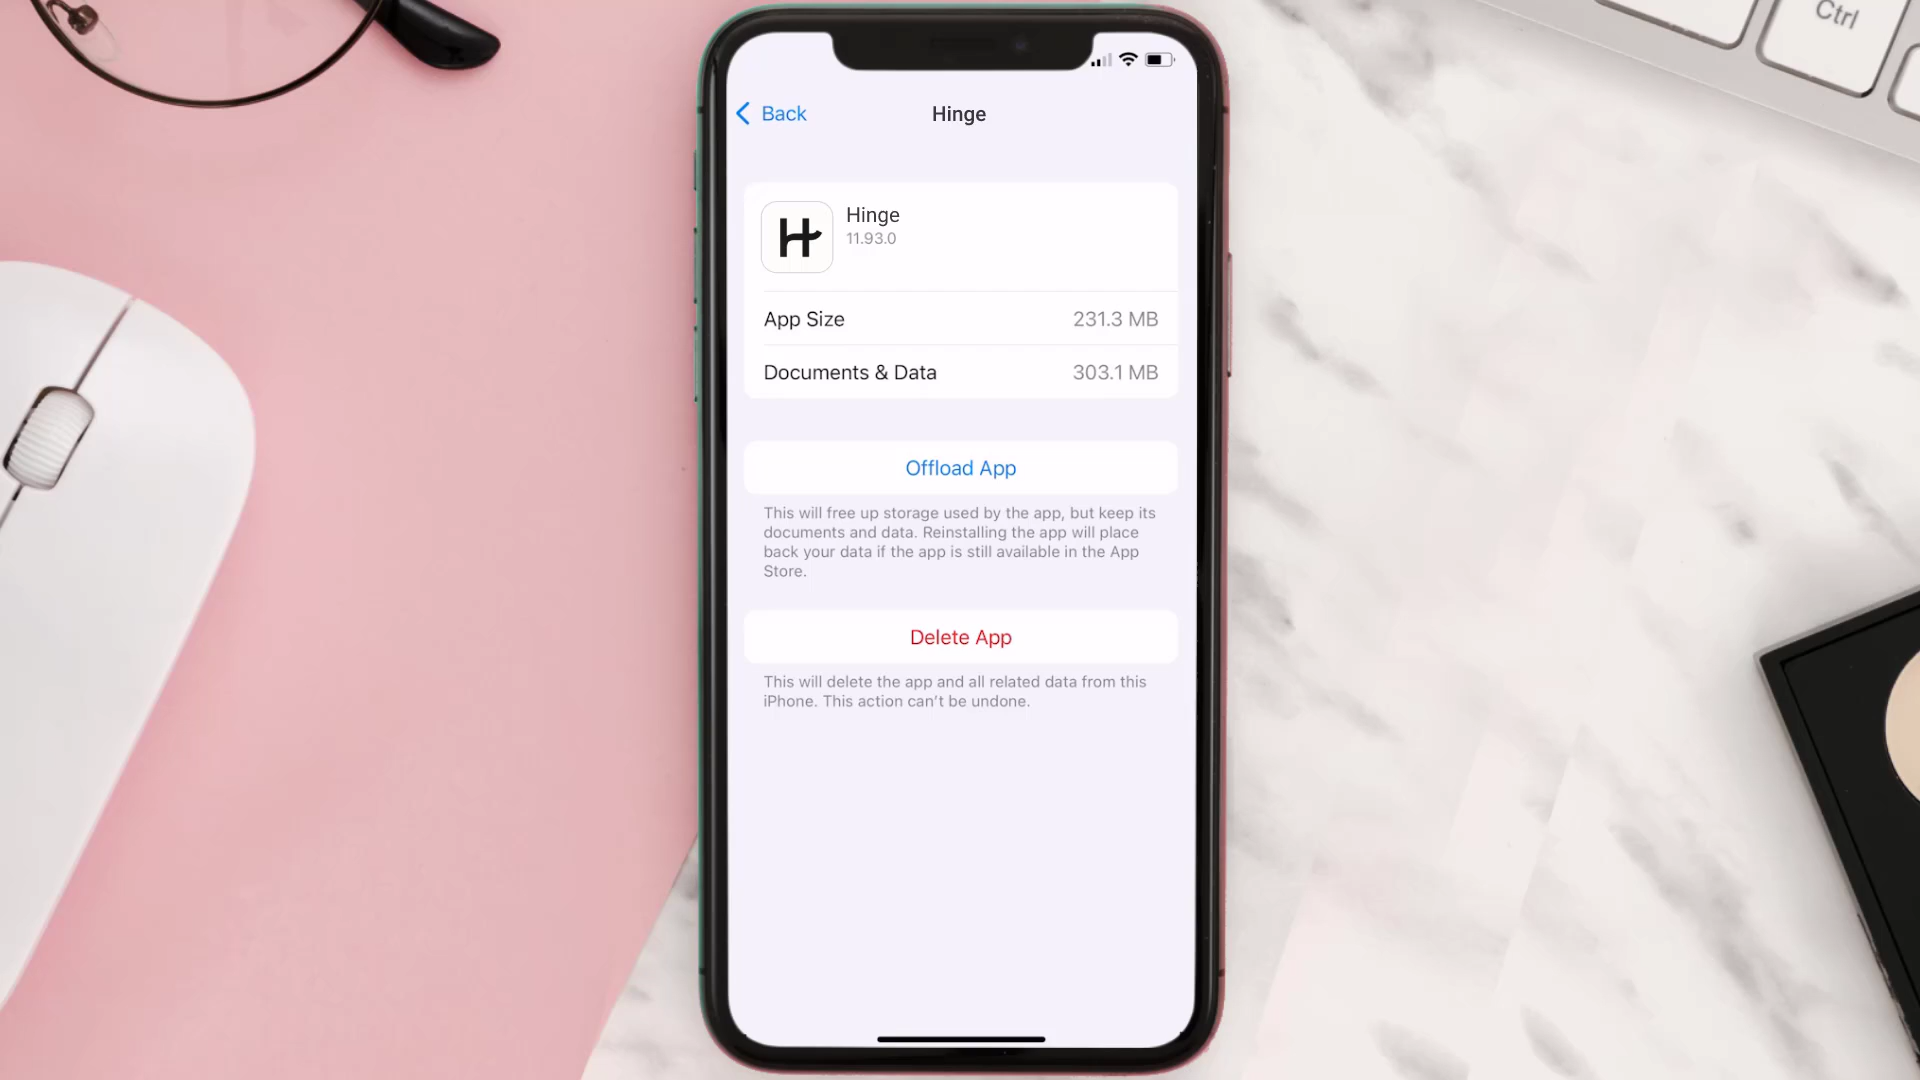 Ctrl
Back
Hinge
Hinge
11.93.0
App Size
231.3 MB
Documents & Data
303.1 MB
Offload App
This will free up storage used by the app, but keep its
documents and data. Reinstalling the app will place
back your data if the app is still available in the App
Store.
Delete App
This will delete the app and all related data from this
iPhone. This action can't be undone.